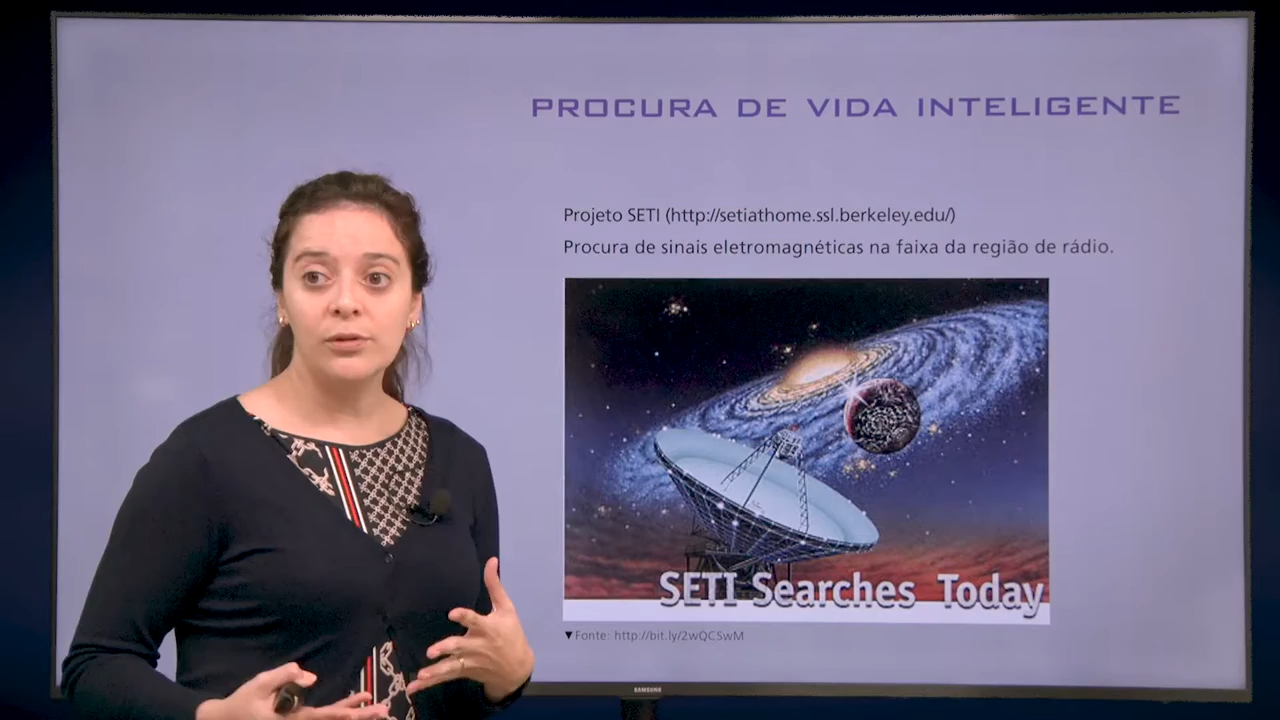 PROCURA DE VIDA INTELIGENTE
Projeto SETI (http://setiathome.ssl.berkeley.edu/)
Procura de sinais eletromagnéticas na faixa da região de rádio.
SETI Searches Today
▼Fonte: http://bit.ly/2wQCSwM
SAMSUNG